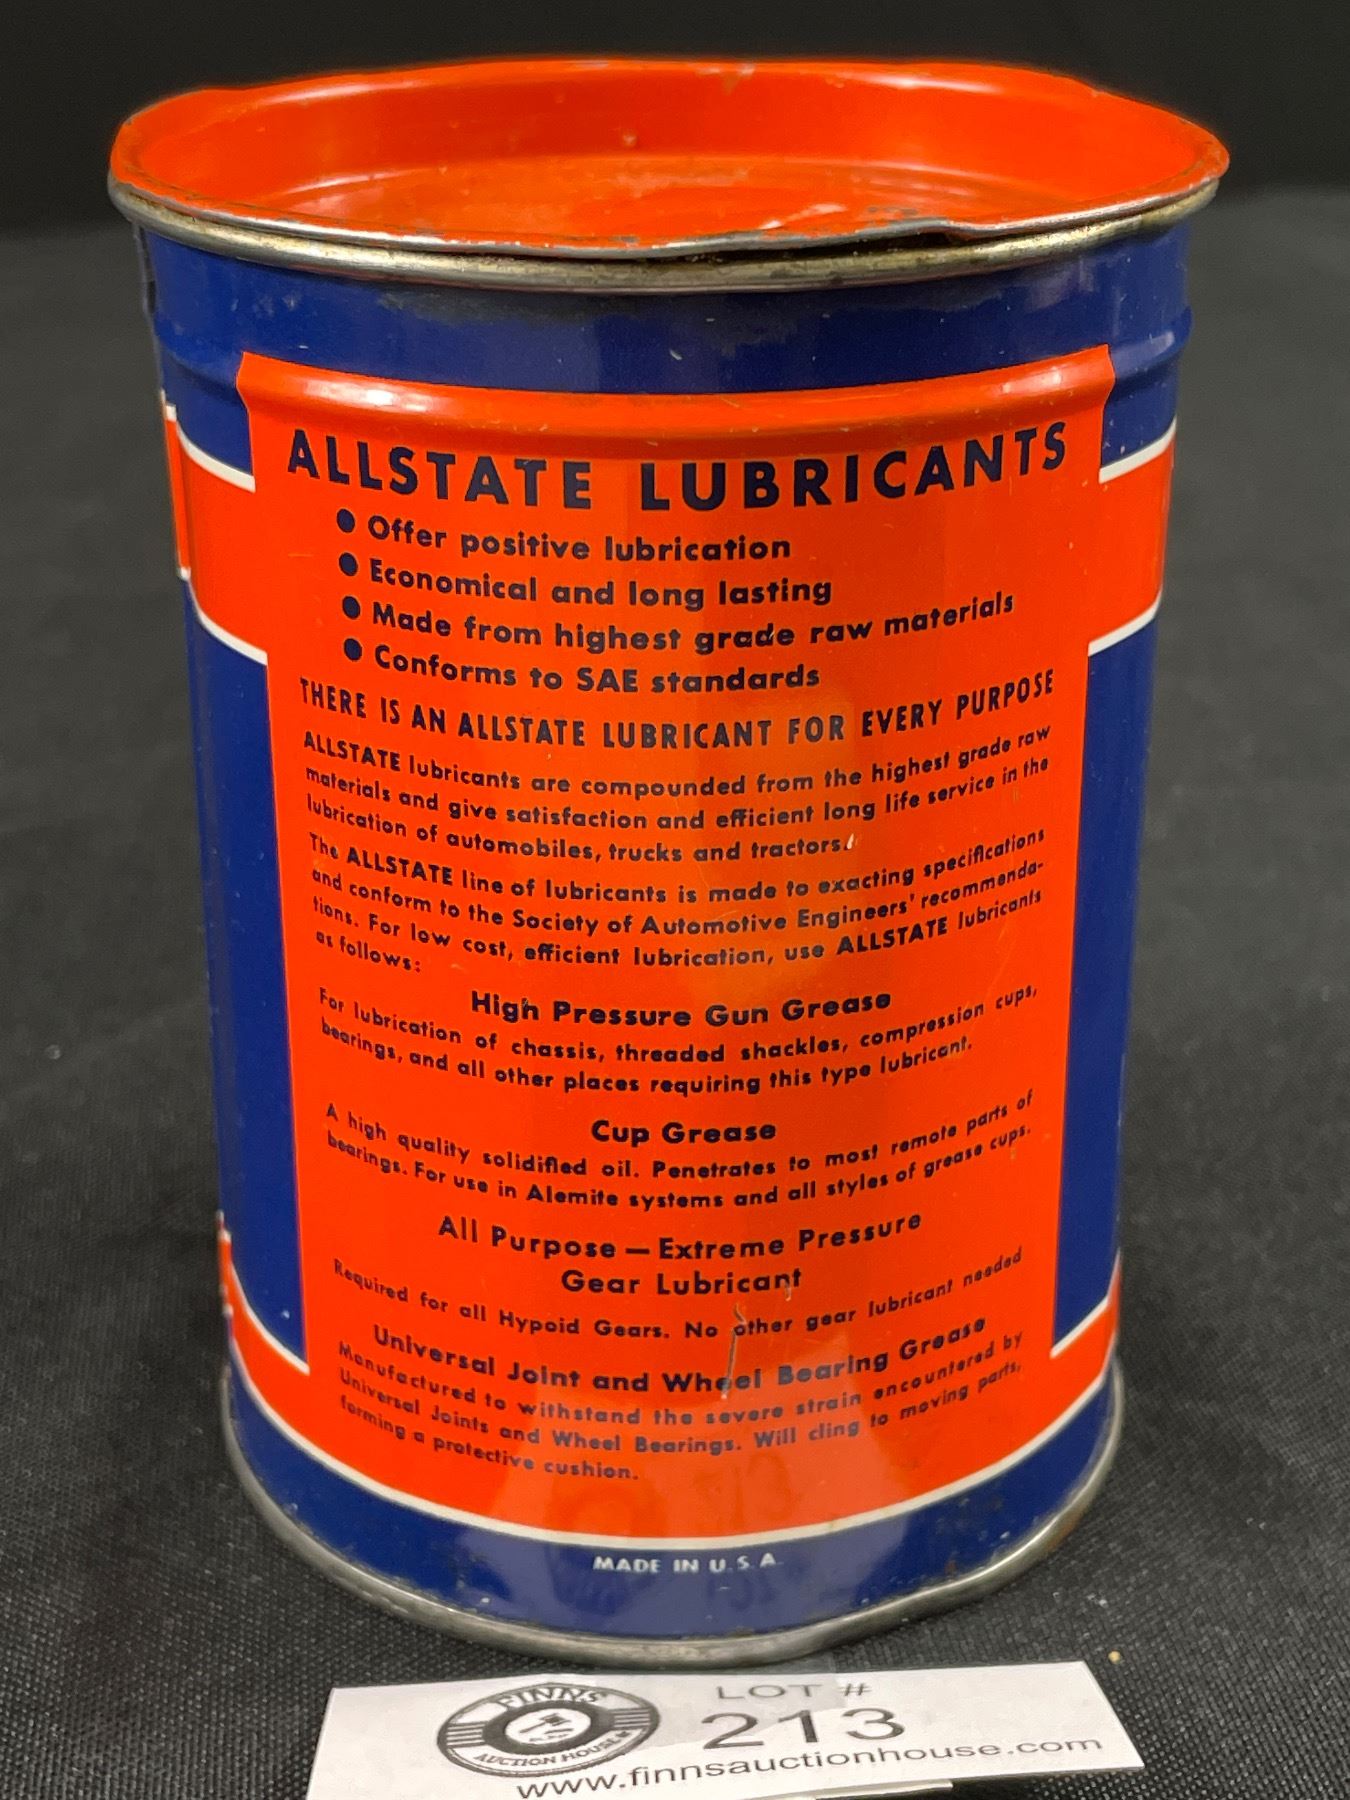 ALLSTATE LUBRICANTS
● Offer positive lubrication
● Economical and long lasting
● Made from highest grade raw materials
● Conforms to SAE standards
THERE IS AN ALLSTATE LUBRICANT FOR EVERY PURPOSE
ALLSTATE lubricants are compounded from the highest grade raw
materials and give satisfaction and efficient long life service in the
lubrication of automobiles, trucks and tractors.
The ALLSTATE line of lubricants is made to exacting specifications
and conform to the Society of Automotive Engineers' recommenda-
tions. For low cost, efficient lubrication, use ALLSTATE lubricants
as follows:
High Pressure Gun Grease
For lubrication of chassis, threaded shackles, compression cups,
bearings, and all other places requiring this type lubricant.
Cup Grease
A high quality solidified oil. Penetrates to most remote parts of
bearings. For use in Alemite systems and all styles of grease cups.
All Purpose — Extreme Pressure
Gear Lubricant
Required for all Hypoid Gears. No other gear lubricant needed
Universal Joint and Wheel Bearing Grease
Manufactured to withstand the severe strain encountered by
Universal Joints and Wheel Bearings. Will cling to moving parts,
forming a protective cushion.
MADE IN U.S.A.
FINNS
AUCTION HOUSE
LOT #
213
www.finnsauctionhouse.com